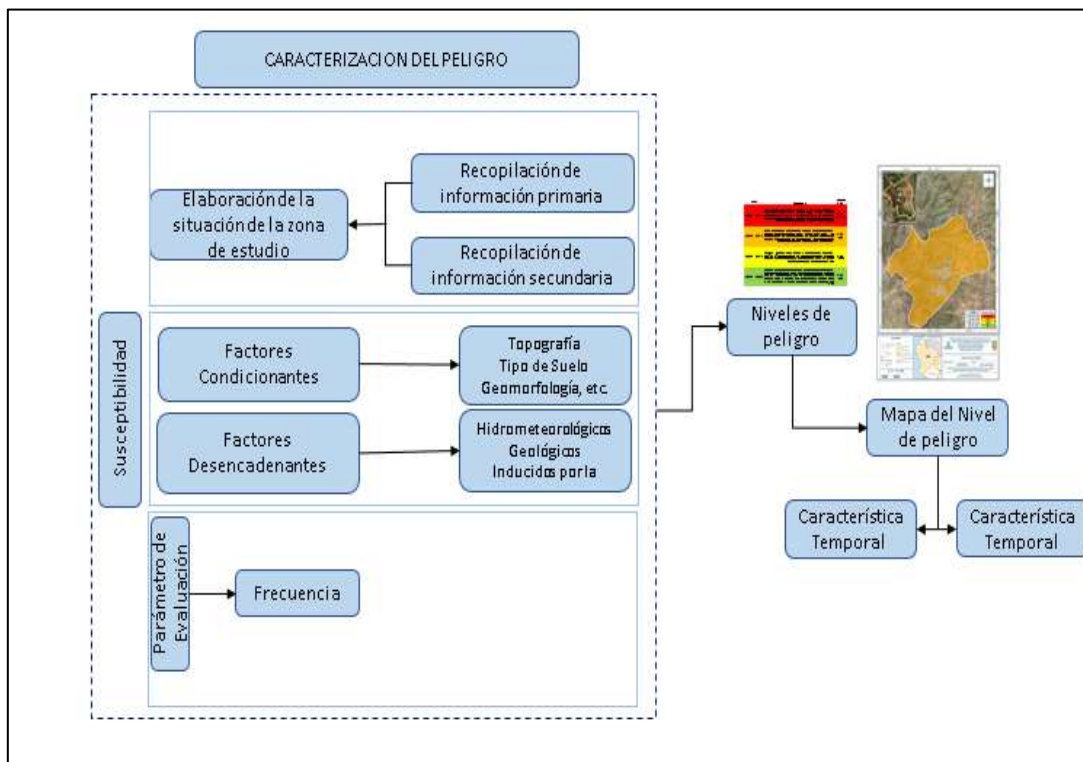 CARACTERIZACION DEL PELIGRO
Elaboración de la
situación de la zona
de estudio
Recopilación de
información primaria
Recopilación de
información secundaria
Susceptibilidad
Factores
Condicionantes
Topografía
Tipo de Suelo
Geomorfología, etc.
Factores
Desencadenantes
Hidrometeorológicos
Geológicos
Inducidos por la
Parámetro de
Evaluación
Frecuencia
Niveles de
peligro
Mapa del Nivel
de peligro
Característica
Temporal
Característica
Temporal